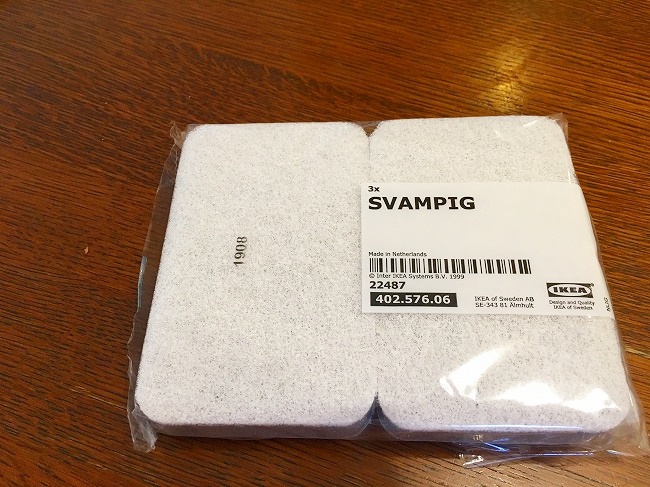 1908
3x
SVAMPIG
Made in Netherlands
© Inter IKEA Systems B.V. 1999
22487
402.576.06
IKEA of Sweden AB
SE-343 81 Älmhult
IKEA
Design and Quality
IKEA of Sweden